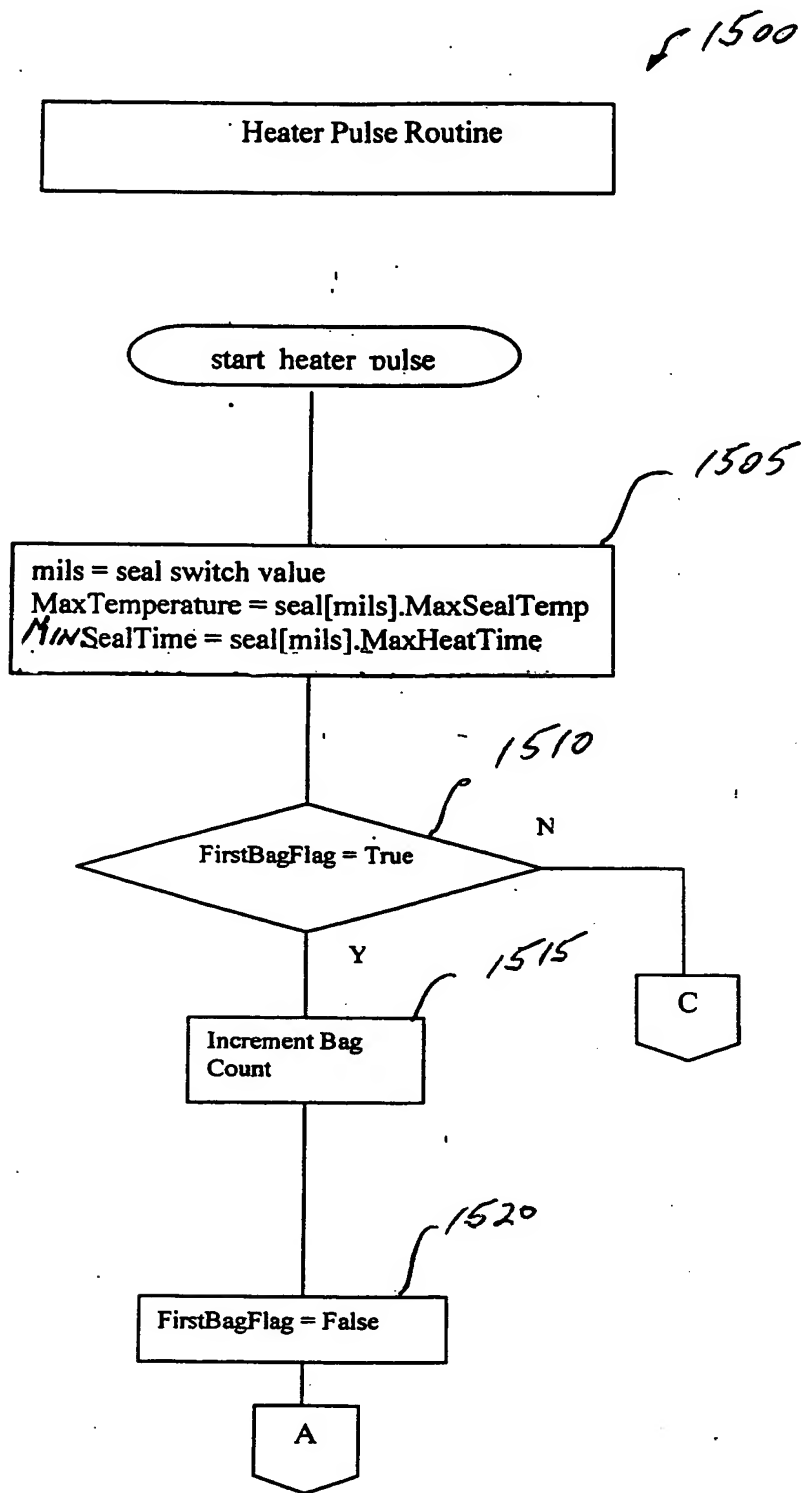 1500
Heater Pulse Routine
start heater pulse
1505
mils = seal switch value
MaxTemperature = seal[mils].MaxSealTemp
MINSealTime = seal[mils].MaxHeatTime
1510
FirstBagFlag = True
N
Y
1515
C
Increment Bag
Count
1520
FirstBagFlag = False
A